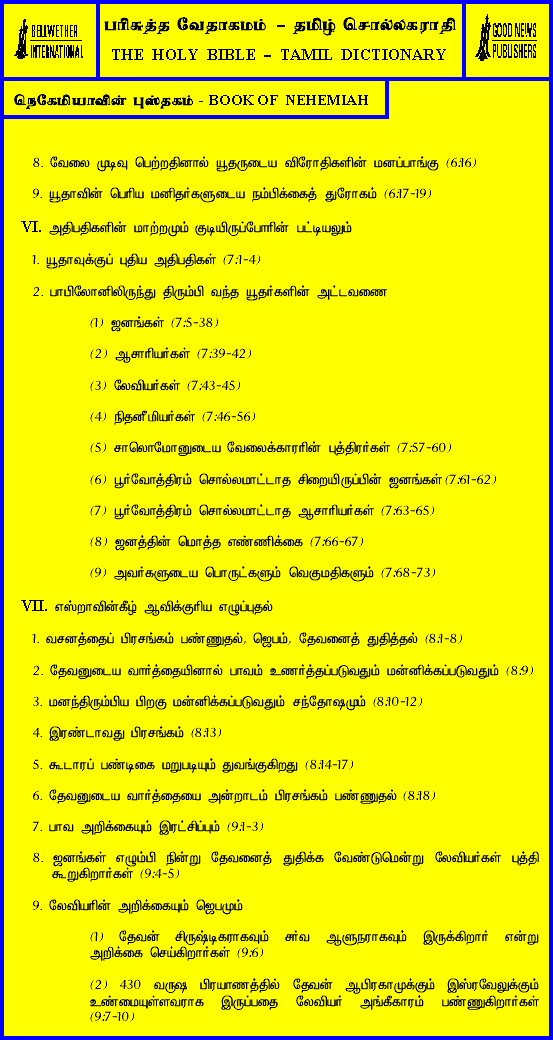 BELLWETHER
INTERNATIONAL
பரிசுத்த வேதாகமம் – தமிழ் சொல்லகராதி
THE HOLY BIBLE – TAMIL DICTIONARY
GOOD NEWS
PUBLISHERS
நெகேமியாவின் புஸ்தகம் - BOOK OF NEHEMIAH
8. வேலை முடிவு பெற்றதினால் யூதருடைய விரோதிகளின் மனப்பாங்கு (6:16)
9. யூதாவின் பெரிய மனிதர்களுடைய நம்பிக்கைத் துரோகம் (6:17-19)
VI. அதிபதிகளின் மாற்றமும் குடியிருப்போரின் பட்டியலும்
1. யூதாவுக்குப் புதிய அதிபதிகள் (7:1-4)
2. பாபிலோனிலிருந்து திரும்பி வந்த யூதர்களின் அட்டவணை
(1) ஜனங்கள் (7:5-38)
(2) ஆசாரியர்கள் (7:39-42)
(3) லேவியர்கள் (7:43-45)
(4) நிதனீமியர்கள் (7:46-56)
(5) சாலொமோனுடைய வேலைக்காரரின் புத்திரர்கள் (7:57-60)
(6) பூர்வோத்திரம் சொல்லமாட்டாத சிறையிருப்பின் ஜனங்கள் (7:61-62)
(7) பூர்வோத்திரம் சொல்லமாட்டாத ஆசாரியர்கள் (7:63-65)
(8) ஜனத்தின் மொத்த எண்ணிக்கை (7:66-67)
(9) அவர்களுடைய பொருட்களும் வெகுமதிகளும் (7:68-73)
VII. எஸ்றாவின்கீழ் ஆவிக்குரிய எழுப்புதல்
1. வசனத்தைப் பிரசங்கம் பண்ணுதல், ஜெபம், தேவனைத் துதித்தல் (8:1-8)
2. தேவனுடைய வார்த்தையினால் பாவம் உணர்த்தப்படுவதும் மன்னிக்கப்படுவதும் (8:9)
3. மனந்திரும்பிய பிறகு மன்னிக்கப்படுவதும் சந்தோஷமும் (8:10-12)
4. இரண்டாவது பிரசங்கம் (8:13)
5. கூடாரப் பண்டிகை மறுபடியும் துவங்குகிறது (8:14-17)
6. தேவனுடைய வார்த்தையை அன்றாடம் பிரசங்கம் பண்ணுதல் (8:18)
7. பாவ அறிக்கையும் இரட்சிப்பும் (9:1-3)
8. ஜனங்கள் எழும்பி நின்று தேவனைத் துதிக்க வேண்டுமென்று லேவியர்கள் புத்தி
கூறுகிறார்கள் (9:4-5)
9. லேவியரின் அறிக்கையும் ஜெபமும்
(1) தேவன் சிருஷ்டிகராகவும் சர்வ ஆளுநராகவும் இருக்கிறார் என்று
அறிக்கை செய்கிறார்கள் (9:6)
(2) 430 வருஷ பிரயாணத்தில் தேவன் ஆபிரகாமுக்கும் இஸ்ரவேலுக்கும்
உண்மையுள்ளவராக இருப்பதை லேவியர் அங்கீகாரம் பண்ணுகிறார்கள்
(9:7-10)